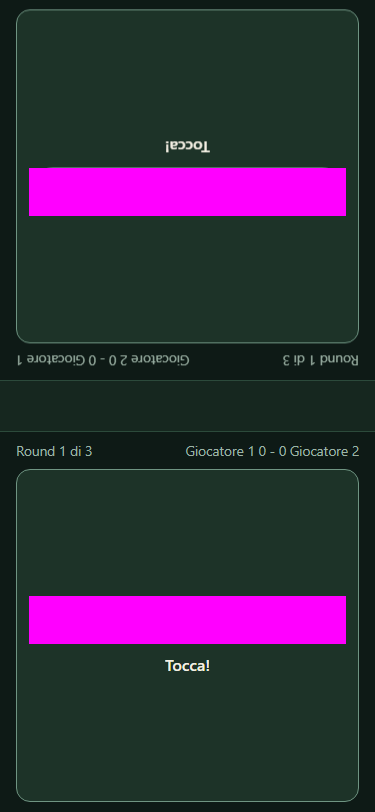 Tocca!
Giocatore 2 0 - 0 Giocatore 1
Round 1 di 3
Round 1 di 3
Giocatore 1 0 - 0 Giocatore 2
Tocca!